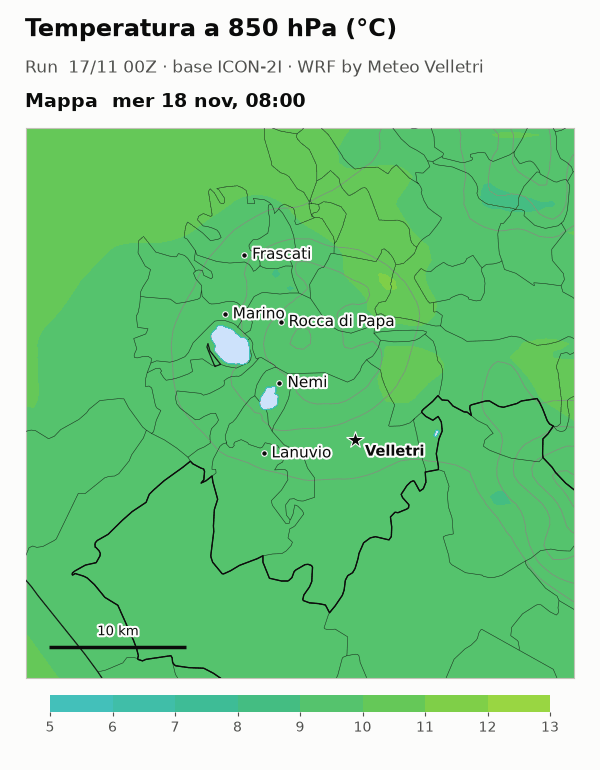 Temperatura a 850 hPa (°C)
Run  17/11 00Z · base ICON-2I · WRF by Meteo Velletri
Mappa  mer 18 nov, 08:00
Frascati
Marino
Rocca di Papa
Nemi
Velletri
Lanuvio
10 km
5 6 7 8 9 10 11 12 13